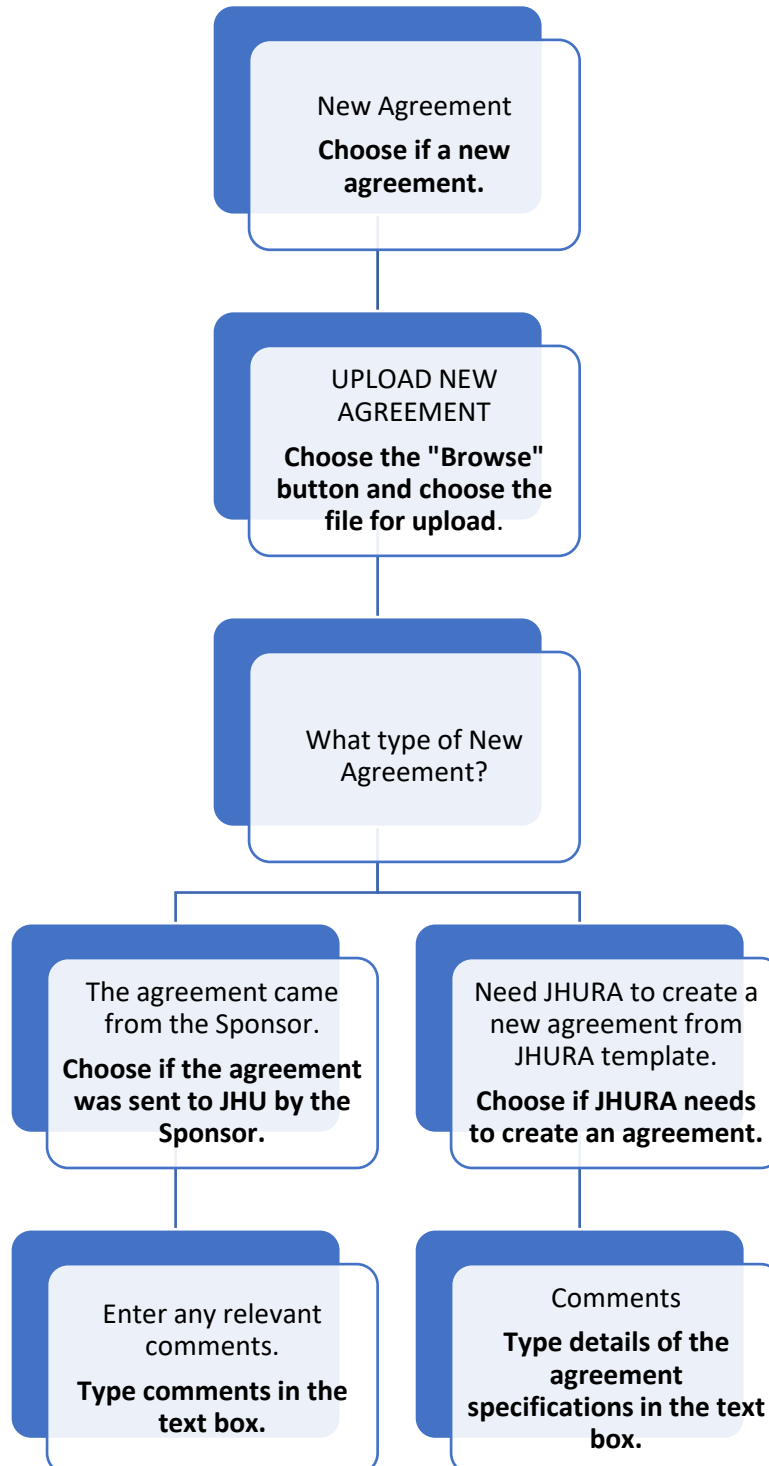 New Agreement
Choose if a new
agreement.
UPLOAD NEW
AGREEMENT
Choose the "Browse"
button and choose the
file for upload.
What type of New
Agreement?
The agreement came
from the Sponsor.
Choose if the agreement
was sent to JHU by the
Sponsor.
Need JHURA to create a
new agreement from
JHURA template.
Choose if JHURA needs
to create an agreement.
Enter any relevant
comments.
Type comments in the
text box.
Comments
Type details of the
agreement
specifications in the text
box.